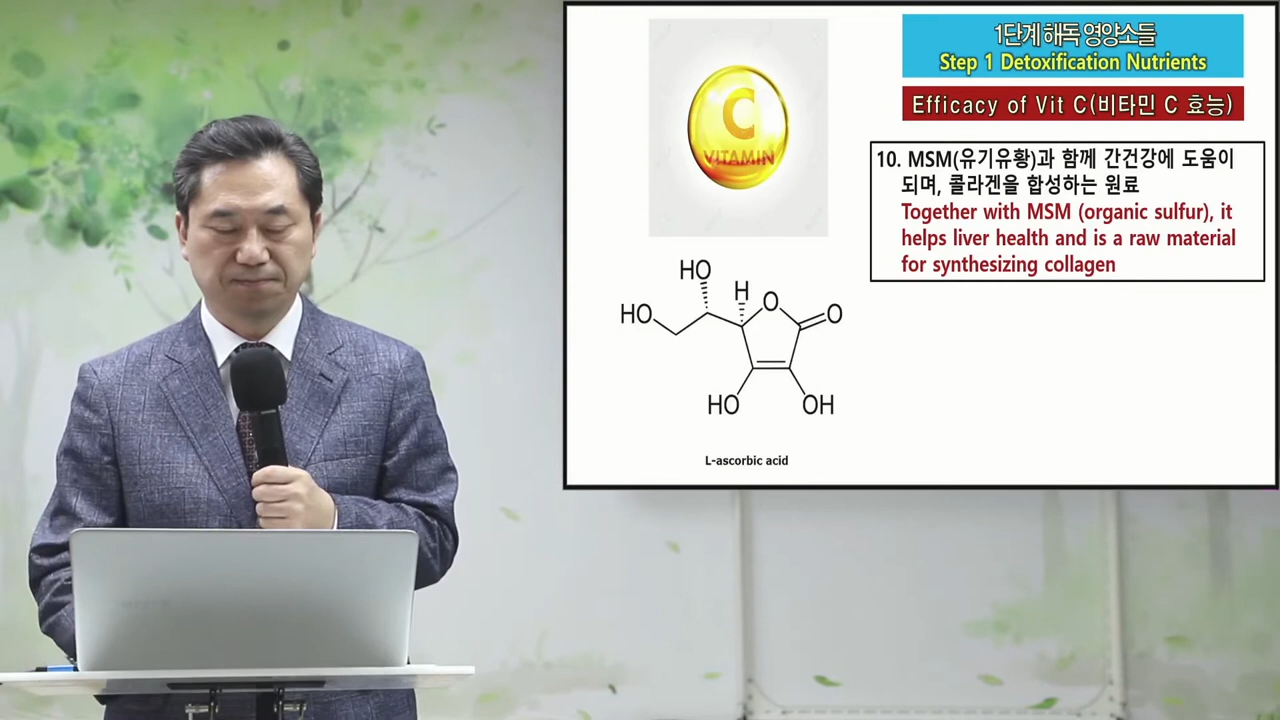 C
VITAMIN
1단계 해독 영양소들
Step 1 Detoxification Nutrients
Efficacy of Vit C(비타민 C 효능)
10. MSM(유기유황)과 함께 간건강에 도움이
되며, 콜라겐을 합성하는 원료
Together with MSM (organic sulfur), it
helps liver health and is a raw material
for synthesizing collagen
HO
H
O
HO
O
HO
OH
L-ascorbic acid